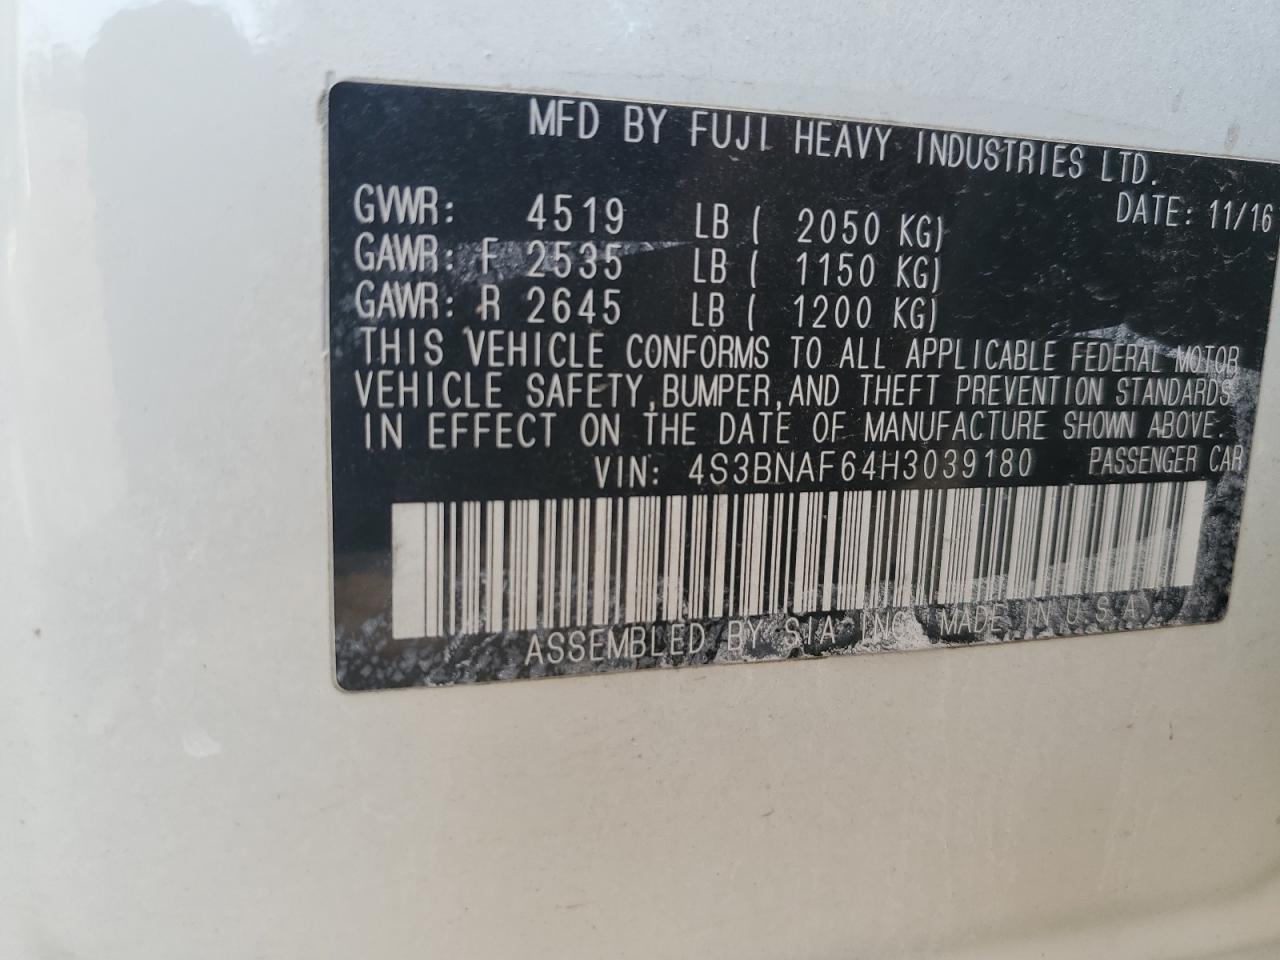 MFD BY FUJI HEAVY INDUSTRIES LTD.
DATE: 11/16
GVWR: 4519 LB ( 2050 KG)
GAWR: F 2535 LB ( 1150 KG)
GAWR: R 2645 LB ( 1200 KG)
THIS VEHICLE CONFORMS TO ALL APPLICABLE FEDERAL MOTOR
VEHICLE SAFETY, BUMPER, AND THEFT PREVENTION STANDARDS
IN EFFECT ON THE DATE OF MANUFACTURE SHOWN ABOVE.
VIN: 4S3BNAF64H3039180 PASSENGER CAR
ASSEMBLED BY SIA INC. MADE IN U.S.A.